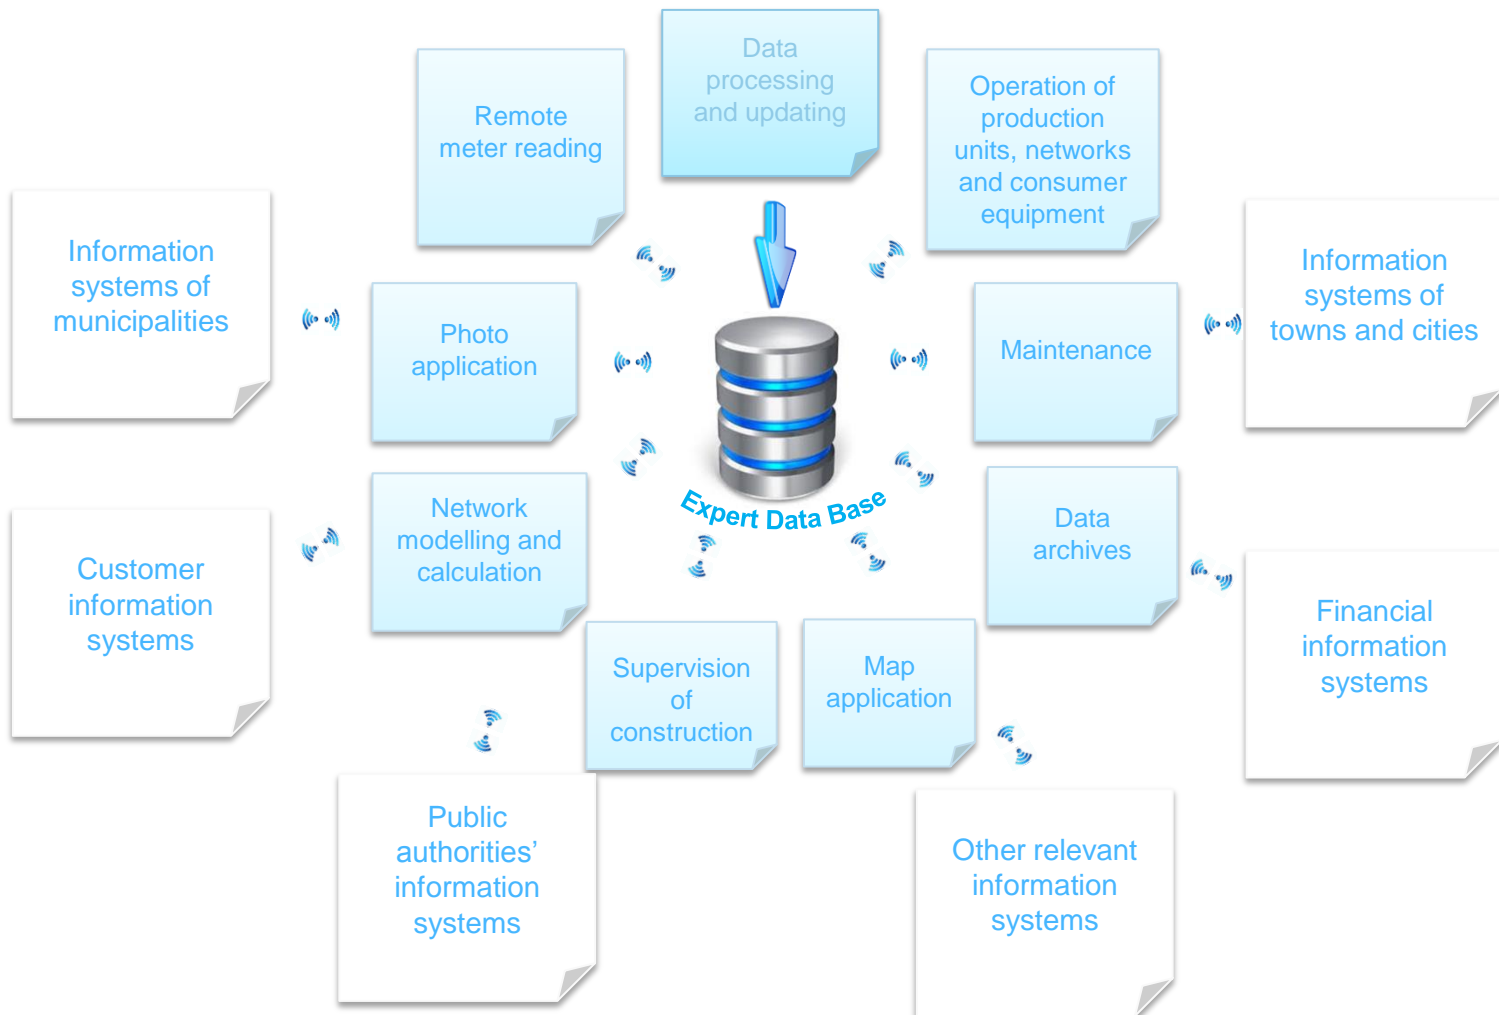 Data
processing
and updating
Remote
meter reading
Operation of
production
units, networks
and consumer
equipment
Information
systems of
municipalities
Photo
application
Maintenance
Information
systems of
towns and cities
Expert Data Base
Network
modelling and
calculation
Data
archives
Customer
information
systems
Supervision
of
construction
Map
application
Financial
information
systems
Public
authorities’
information
systems
Other relevant
information
systems